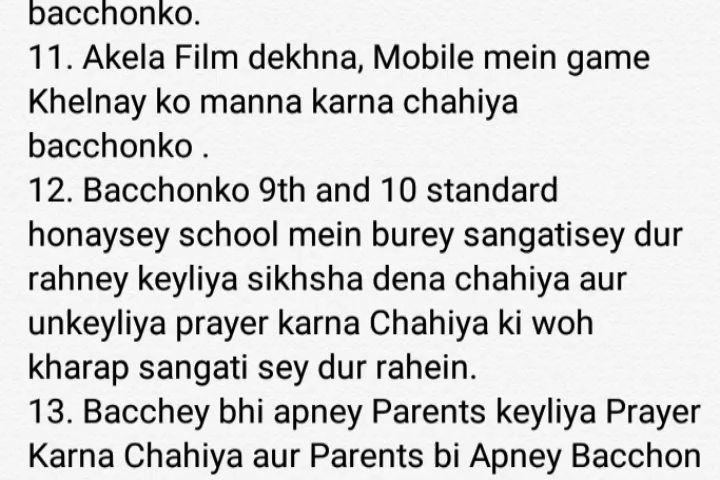 bacchonko.
11. Akela Film dekhna, Mobile mein game
Khelnay ko manna karna chahiya
bacchonko .
12. Bacchonko 9th and 10 standard
honaysey school mein burey sangatisey dur
rahney keyliya sikhsha dena chahiya aur
unkeyliya prayer karna Chahiya ki woh
kharap sangati sey dur rahein.
13. Bacchey bhi apney Parents keyliya Prayer
Karna Chahiya aur Parents bi Apney Bacchon